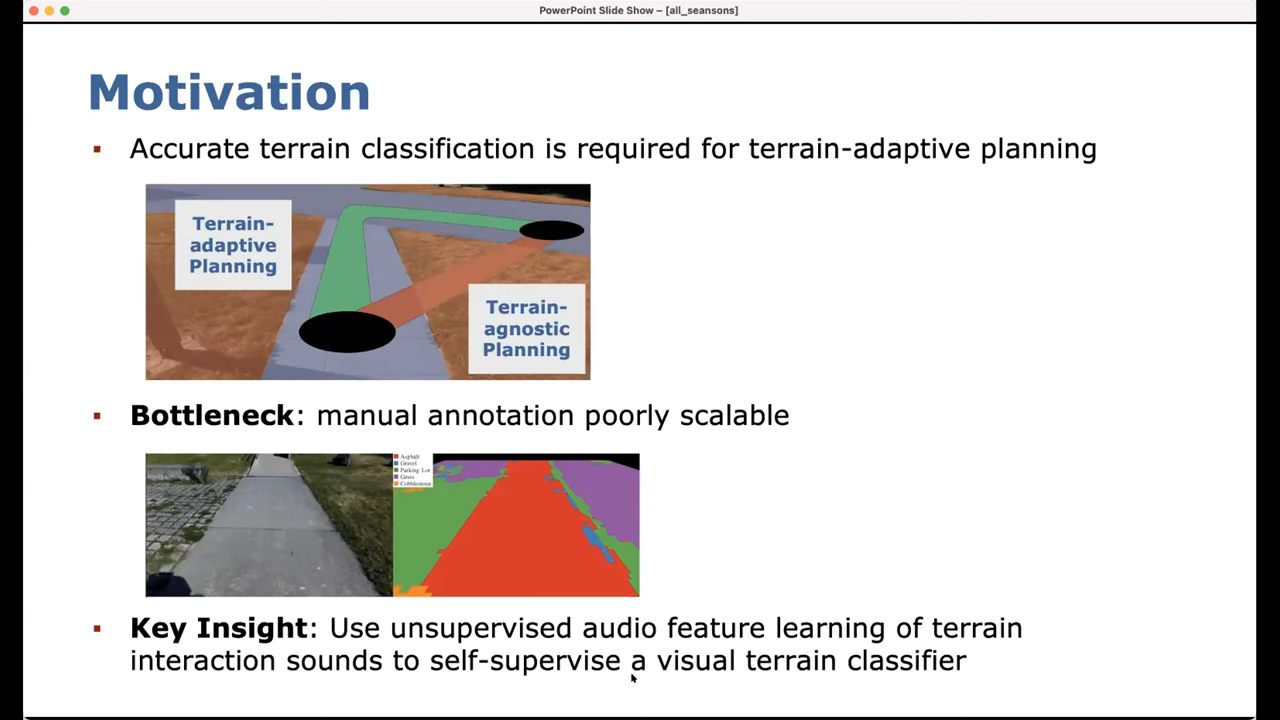 PowerPoint Slide Show – [all_seansons]
Motivation
▪ Accurate terrain classification is required for terrain-adaptive planning
Terrain-
adaptive
Planning
Terrain-
agnostic
Planning
▪ Bottleneck: manual annotation poorly scalable
Asphalt
Gravel
Parking Lot
Grass
Cobblestone
▪ Key Insight: Use unsupervised audio feature learning of terrain
interaction sounds to self-supervise a visual terrain classifier